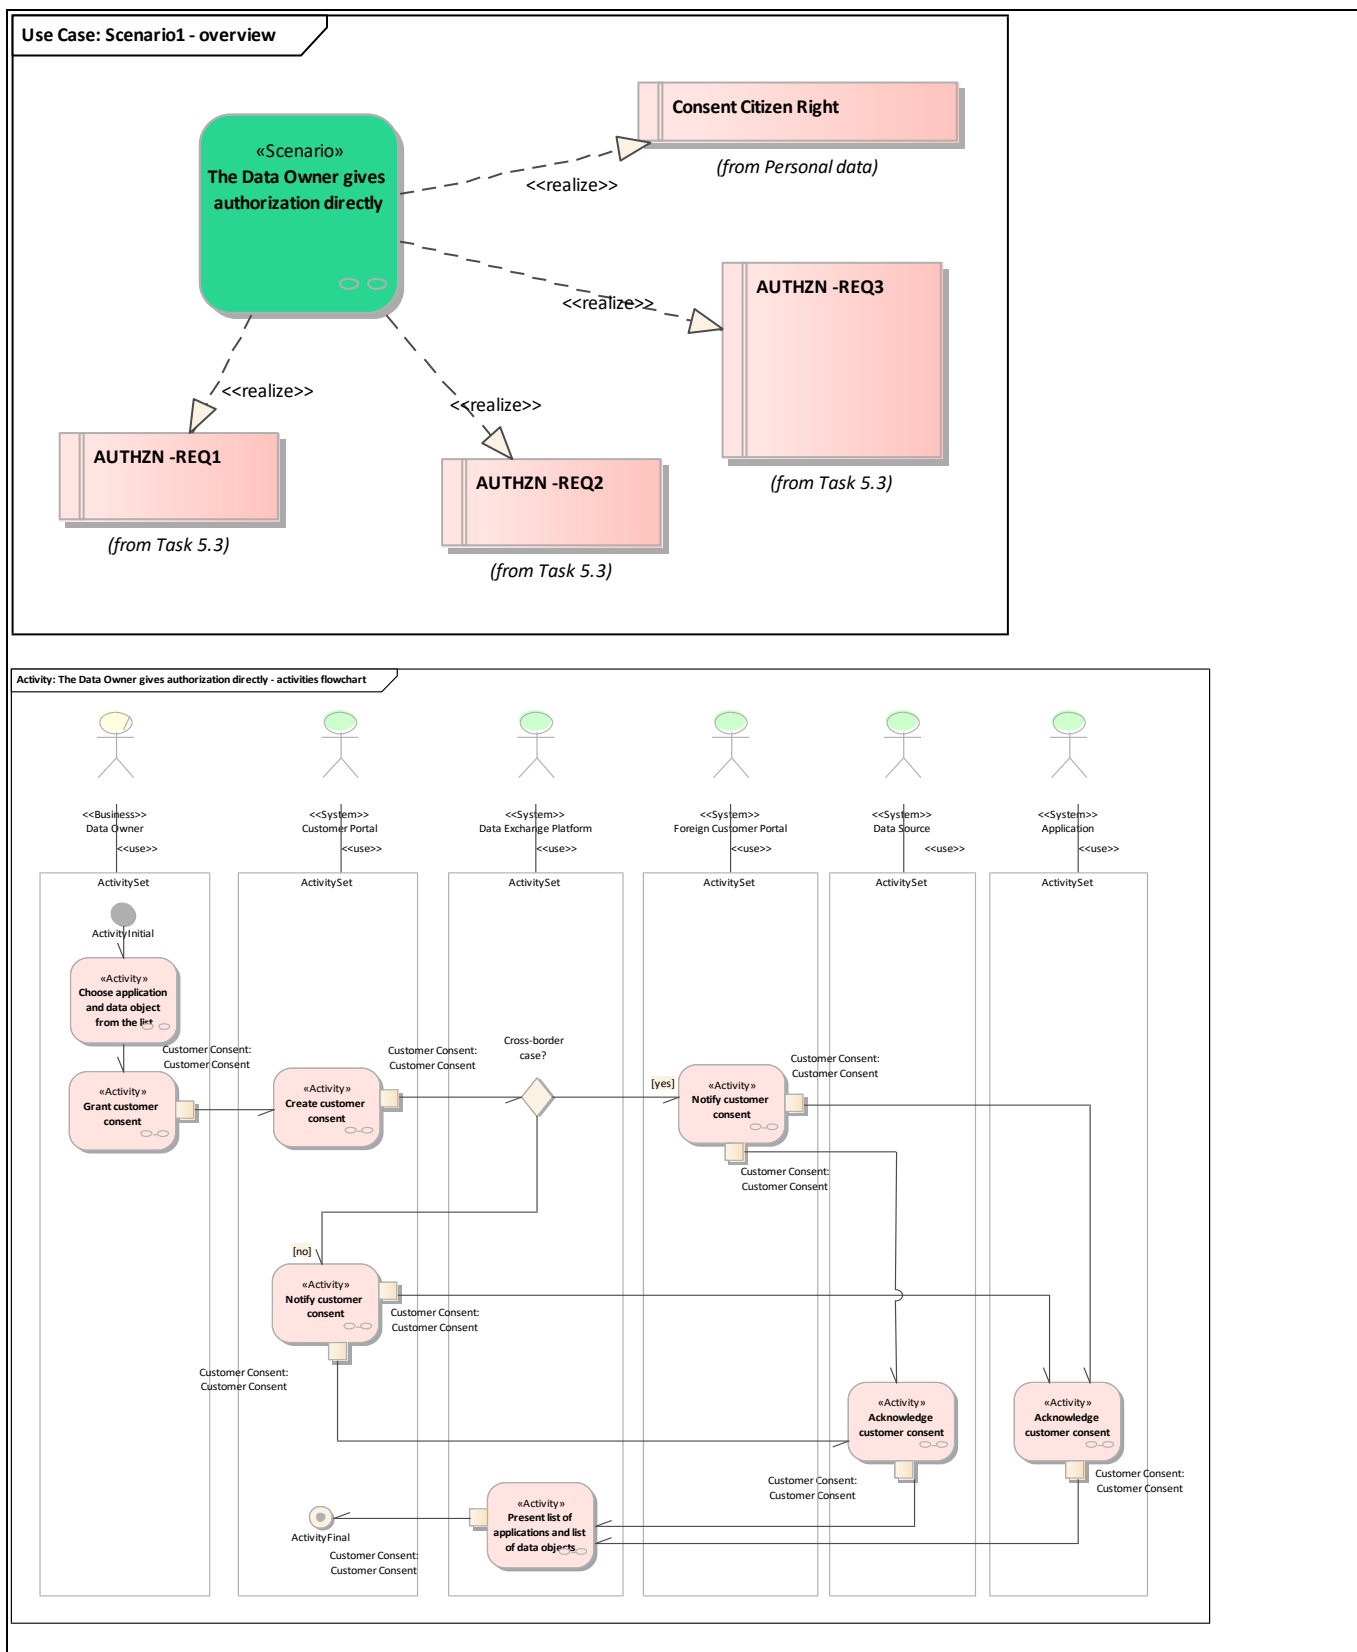 Use Case: Scenario1 - overview
Consent Citizen Right
(from Personal data)
«Scenario»
The Data Owner gives
authorization directly
<<realize>>
AUTHZN -REQ3
<<realize>>
(from Task 5.3)
<<realize>>
<<realize>>
AUTHZN -REQ1
(from Task 5.3)
AUTHZN -REQ2
(from Task 5.3)
Activity: The Data Owner gives authorization directly - activities flowchart
<<Business>>
Data Owner
<<use>>
<<System>>
Customer Portal
<<use>>
<<System>>
Data Exchange Platform
<<use>>
<<System>>
Foreign Customer Portal
<<use>>
<<System>>
Data Source
<<use>>
<<System>>
Application
<<use>>
ActivitySet
ActivitySet
ActivitySet
ActivitySet
ActivitySet
ActivitySet
ActivityInitial
«Activity»
Choose application
and data object
from the list
Customer Consent:
Customer Consent
«Activity»
Grant customer
consent
Customer Consent:
Customer Consent
«Activity»
Create customer
consent
Cross-border
case?
[yes]
«Activity»
Notify customer
consent
Customer Consent:
Customer Consent
Customer Consent:
Customer Consent
[no]
«Activity»
Notify customer
consent
Customer Consent:
Customer Consent
Customer Consent:
Customer Consent
«Activity»
Acknowledge
customer consent
«Activity»
Acknowledge
customer consent
Customer Consent:
Customer Consent
Customer Consent:
Customer Consent
«Activity»
Present list of
applications and list
of data objects
ActivityFinal
Customer Consent:
Customer Consent